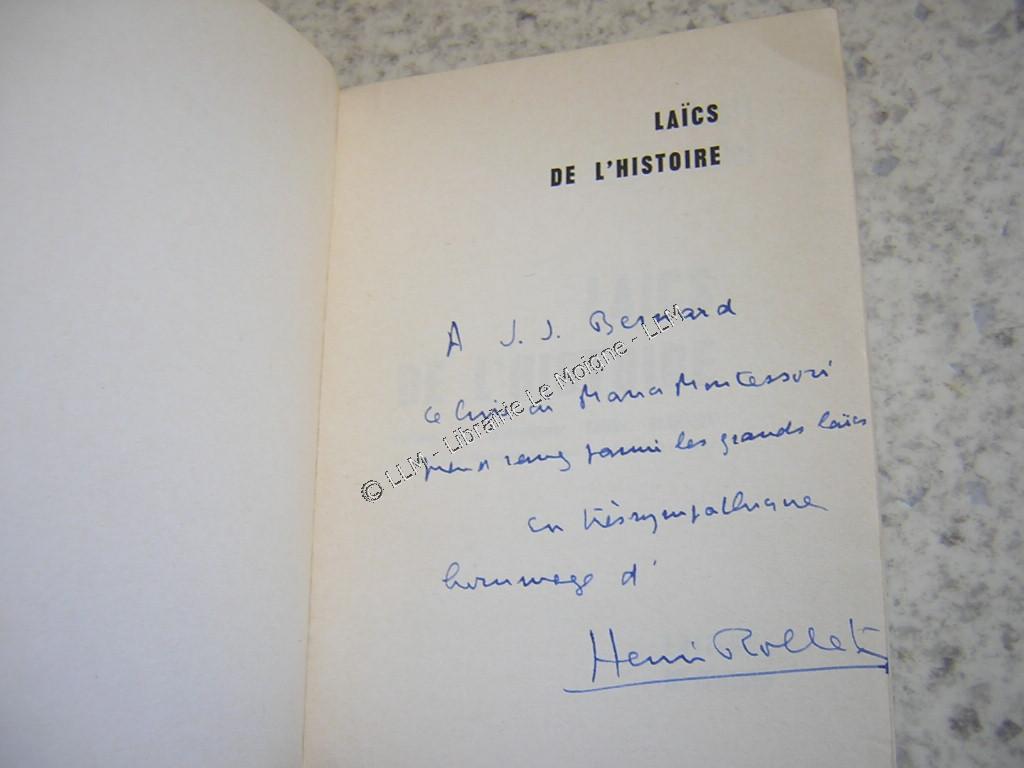 LAÏCS
DE L'HISTOIRE
A J. J. Bernard
ce livre où Maria Montessori
prend rang parmi les grands laïcs
en très sympathique
hommage d'
Henri Rollet
© LLM - Librairie Le Moigne - LLM